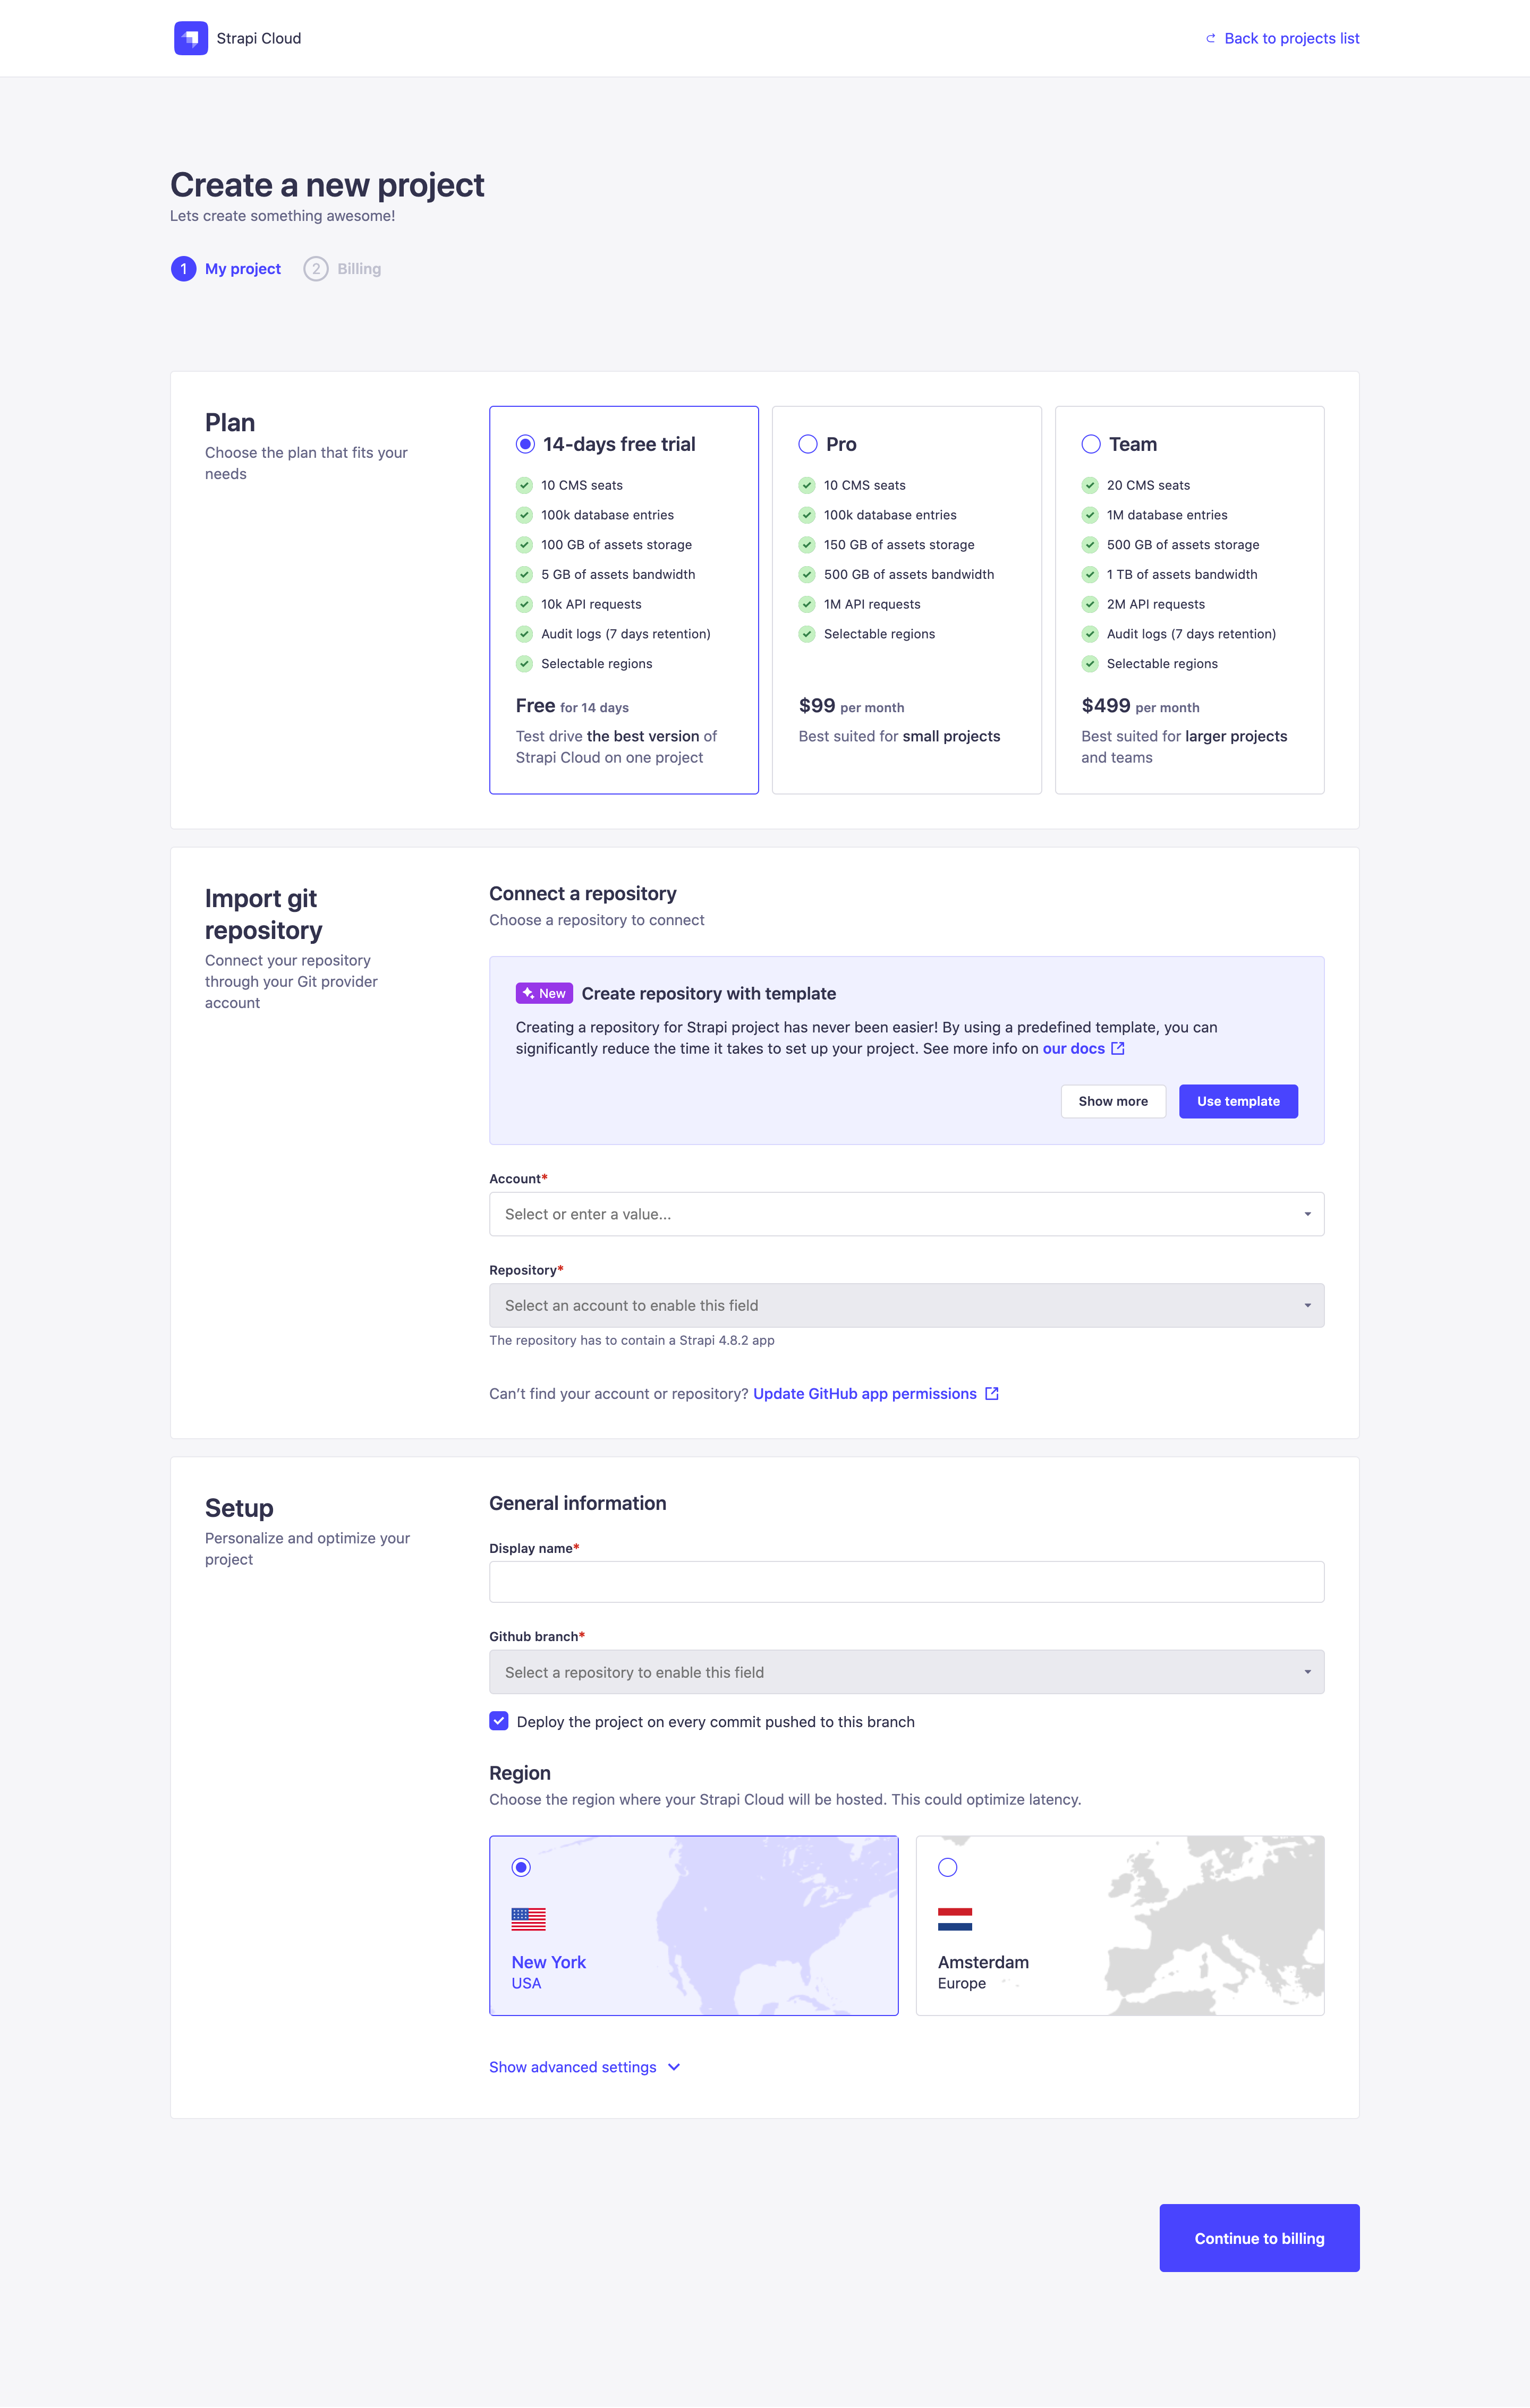 Strapi Cloud
Back to projects list
Create a new project
Lets create something awesome!
1 My project
2 Billing
Plan
Choose the plan that fits your
needs
14-days free trial
10 CMS seats
100k database entries
100 GB of assets storage
5 GB of assets bandwidth
10k API requests
Audit logs (7 days retention)
Selectable regions
Free for 14 days
Test drive the best version of
Strapi Cloud on one project
Pro
10 CMS seats
100k database entries
150 GB of assets storage
500 GB of assets bandwidth
1M API requests
Selectable regions
$99 per month
Best suited for small projects
Team
20 CMS seats
1M database entries
500 GB of assets storage
1 TB of assets bandwidth
2M API requests
Audit logs (7 days retention)
Selectable regions
$499 per month
Best suited for larger projects
and teams
Import git
repository
Connect your repository
through your Git provider
account
Connect a repository
Choose a repository to connect
New Create repository with template
Creating a repository for Strapi project has never been easier! By using a predefined template, you can
significantly reduce the time it takes to set up your project. See more info on our docs
Show more
Use template
Account*
Select or enter a value...
Repository*
Select an account to enable this field
The repository has to contain a Strapi 4.8.2 app
Can't find your account or repository? Update GitHub app permissions
Setup
Personalize and optimize your
project
General information
Display name*
Github branch*
Select a repository to enable this field
Deploy the project on every commit pushed to this branch
Region
Choose the region where your Strapi Cloud will be hosted. This could optimize latency.
New York
USA
Amsterdam
Europe
Show advanced settings
Continue to billing